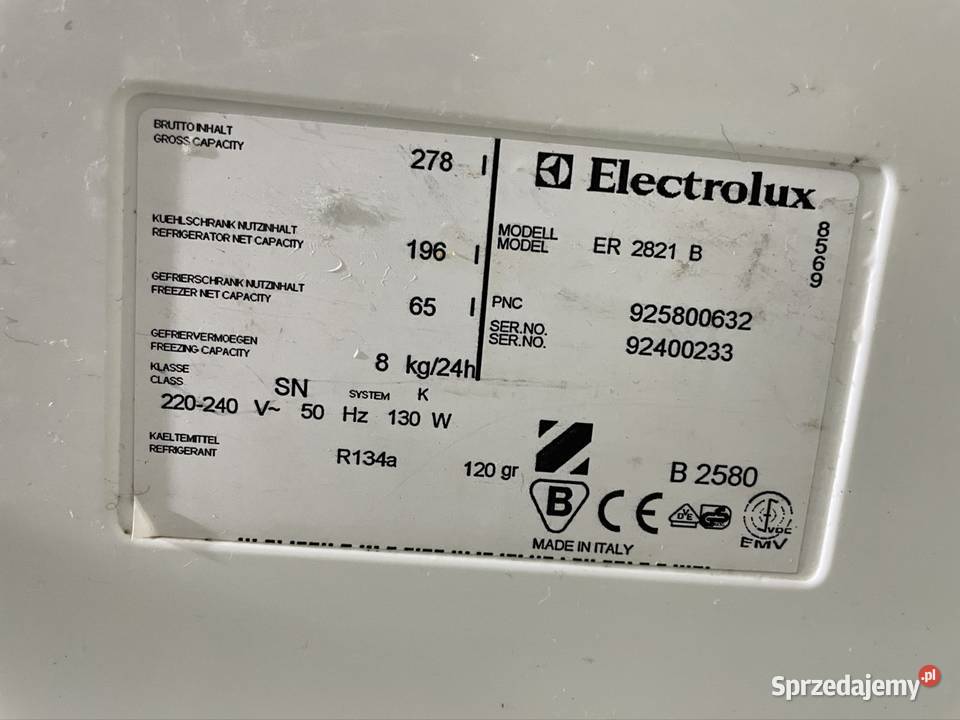 BRUTTO INHALT
GROSS CAPACITY
278 l
KUEHLSCHRANK NUTZINHALT
REFRIGERATOR NET CAPACITY
196 l
GEFRIERSCHRANK NUTZINHALT
FREEZER NET CAPACITY
65 l
GEFRIERVERMOEGEN
FREEZING CAPACITY
8 kg/24h
KLASSE
CLASS
SN SYSTEM K
220-240 V~ 50 Hz 130 W
KAELTEMITTEL
REFRIGERANT
R134a 120 gr
Electrolux
MODELL
MODEL
ER 2821 B
8569
PNC 925800632
SER.NO.
SER.NO.
92400233
B 2580
B CE VDE GS VDE
EMV
MADE IN ITALY
Sprzedajemy.pl